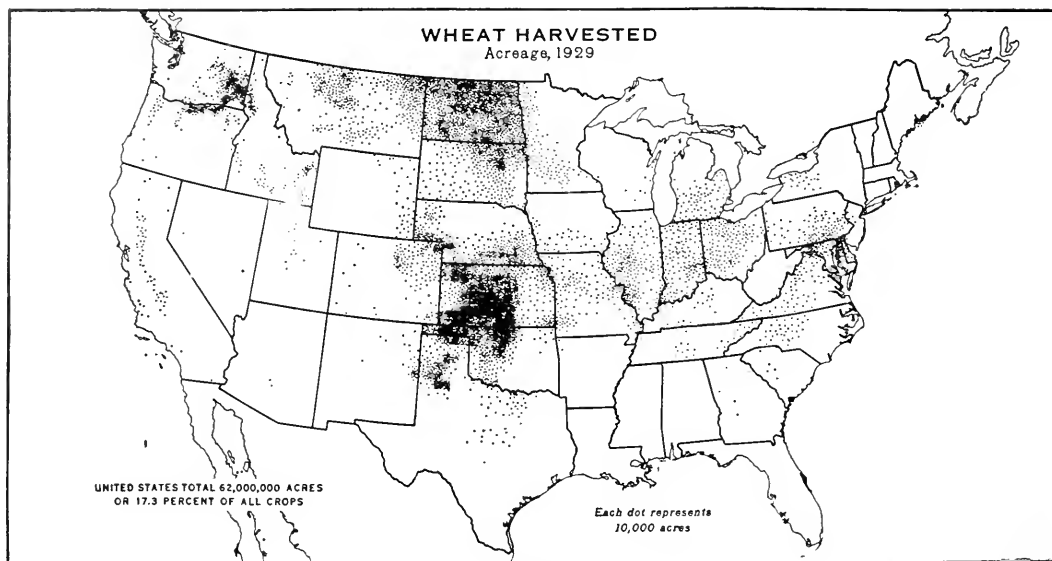 WHEAT HARVESTED
Acreage, 1929
UNITED STATES TOTAL 62,000,000 ACRES
OR 17.3 PERCENT OF ALL CROPS
Each dot represents
10,000 acres